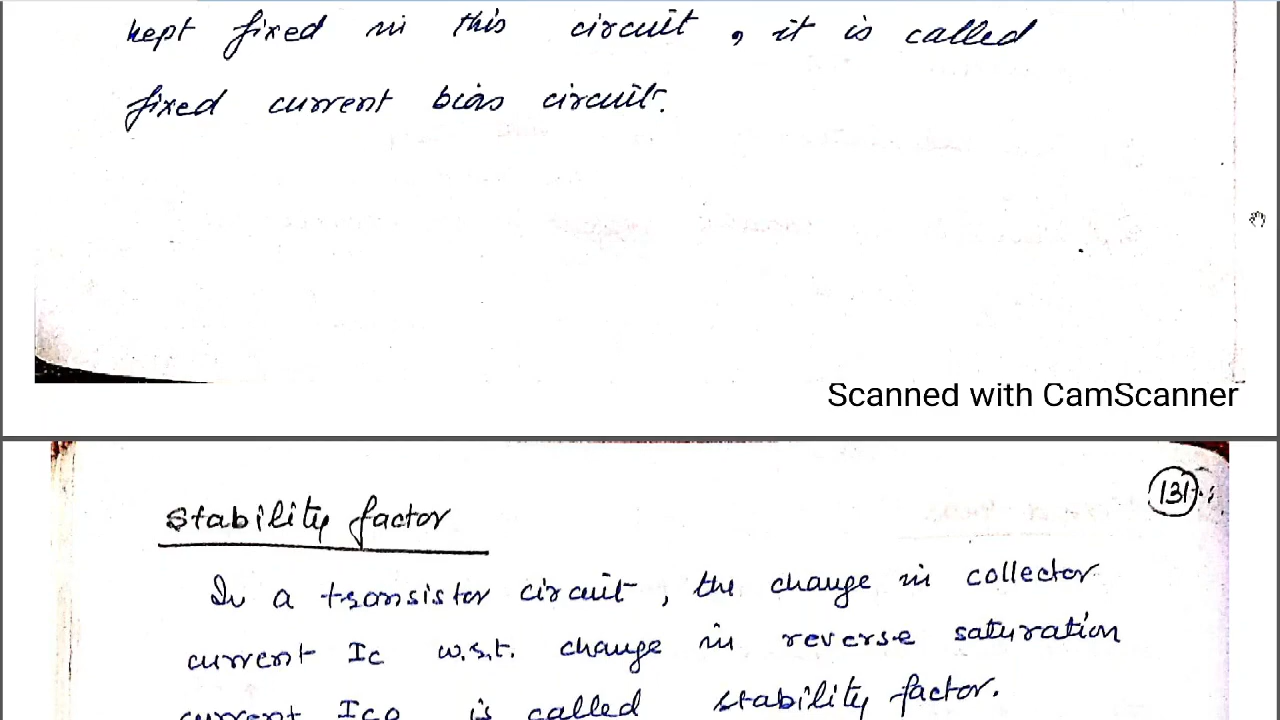 kept fixed in this circuit, it is called
fixed current bias circuit.
Scanned with CamScanner
131
Stability factor
In a transistor circuit, the change in collector
current Ic w.r.t. change in reverse saturation
current Ico is called stability factor.